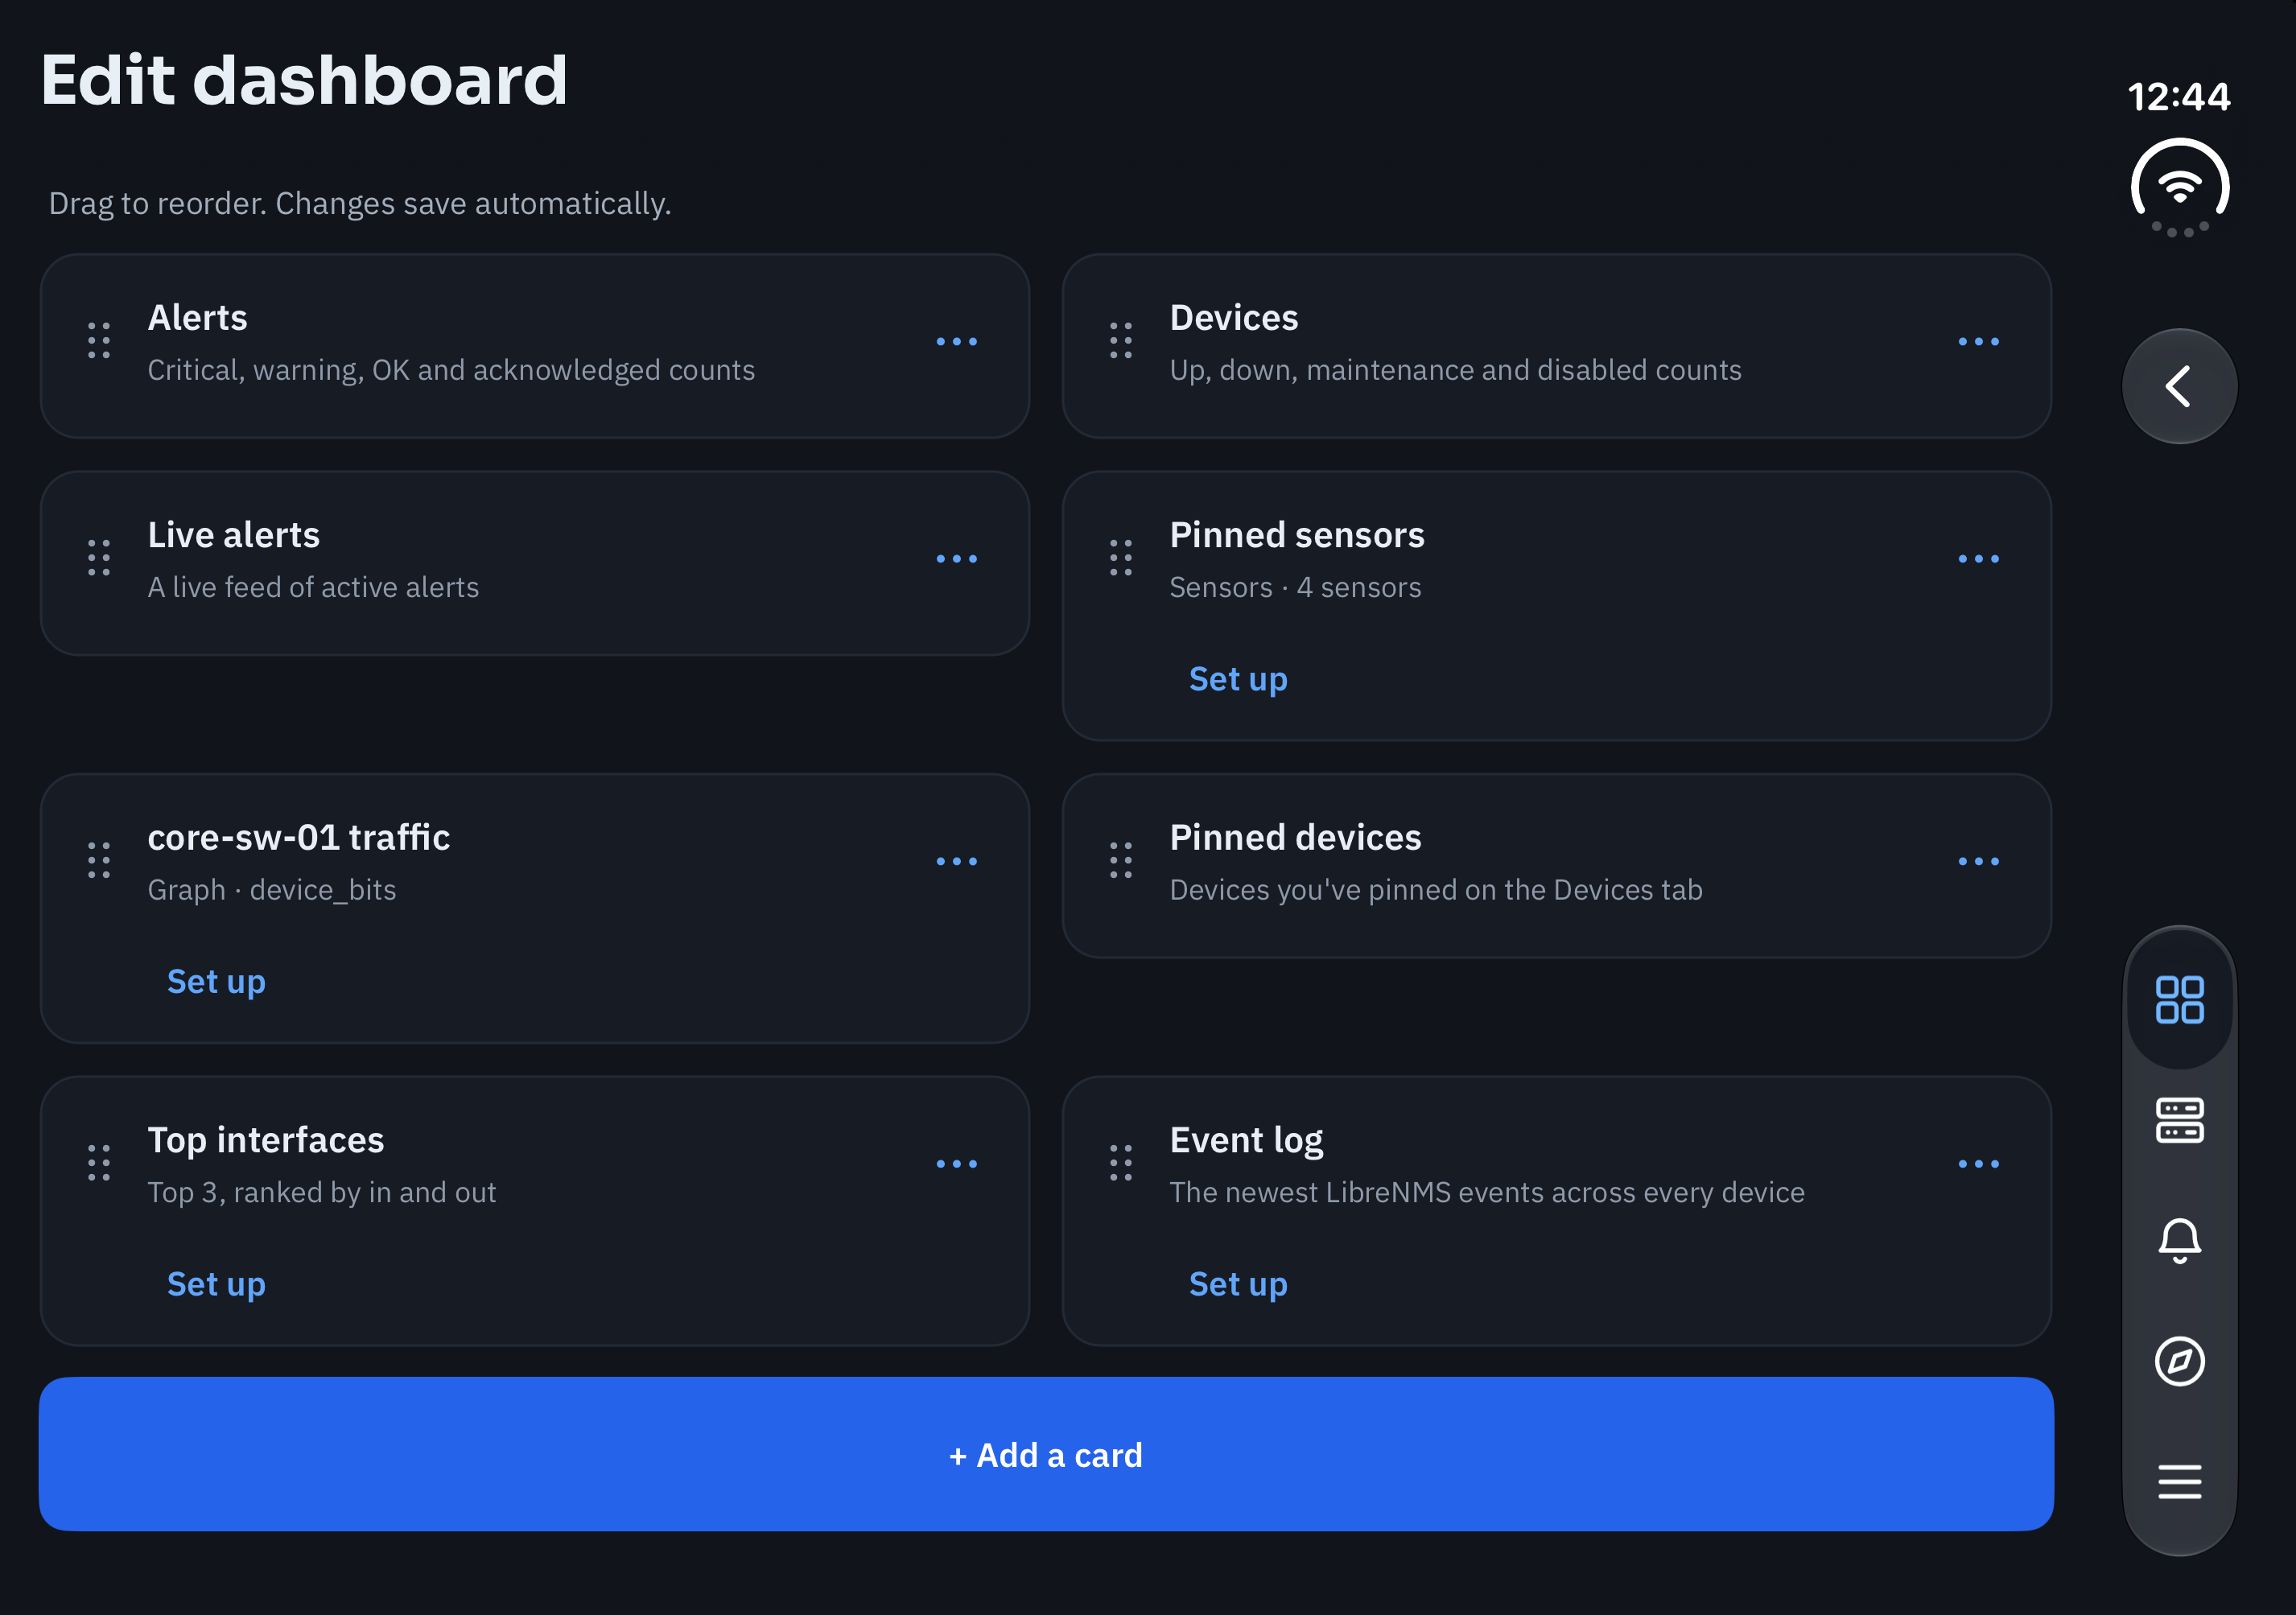 Edit dashboard
12:44
Drag to reorder. Changes save automatically.
Alerts
Critical, warning, OK and acknowledged counts
Devices
Up, down, maintenance and disabled counts
Live alerts
A live feed of active alerts
Pinned sensors
Sensors · 4 sensors
Set up
core-sw-01 traffic
Graph · device_bits
Set up
Pinned devices
Devices you've pinned on the Devices tab
Top interfaces
Top 3, ranked by in and out
Set up
Event log
The newest LibreNMS events across every device
Set up
+ Add a card